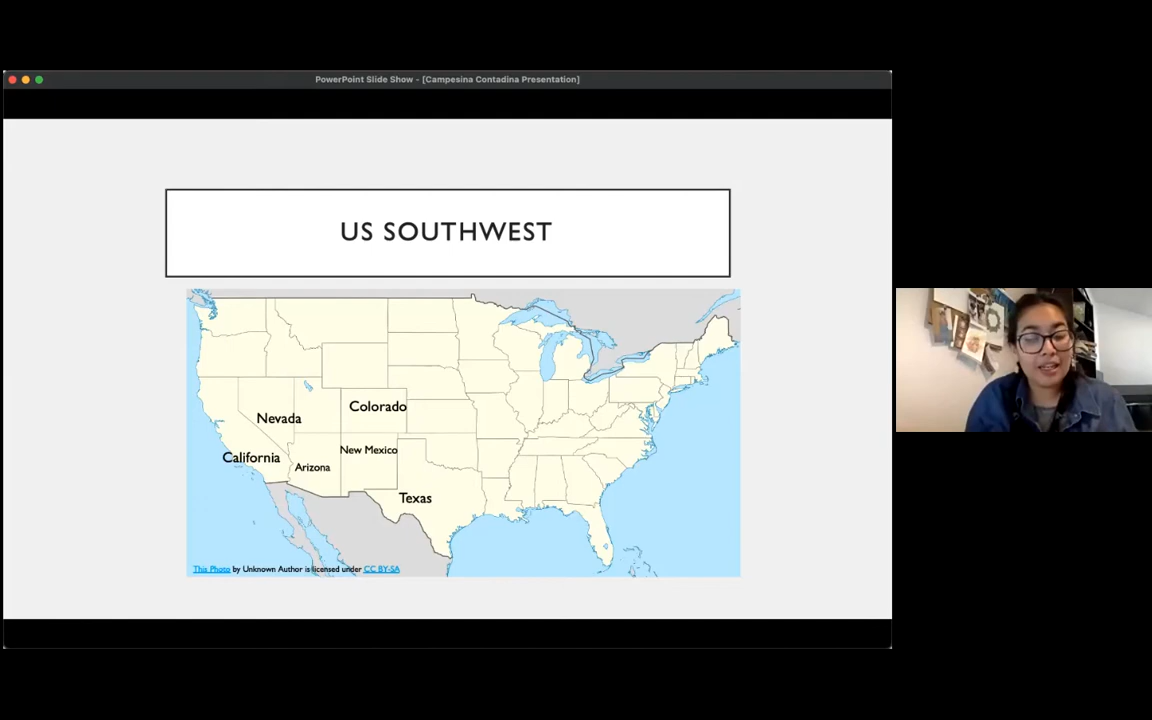 PowerPoint Slide Show - [Campesina Contadina Presentation]
US SOUTHWEST
Colorado
Nevada
New Mexico
California
Arizona
Texas
This Photo by Unknown Author is licensed under CC BY-SA